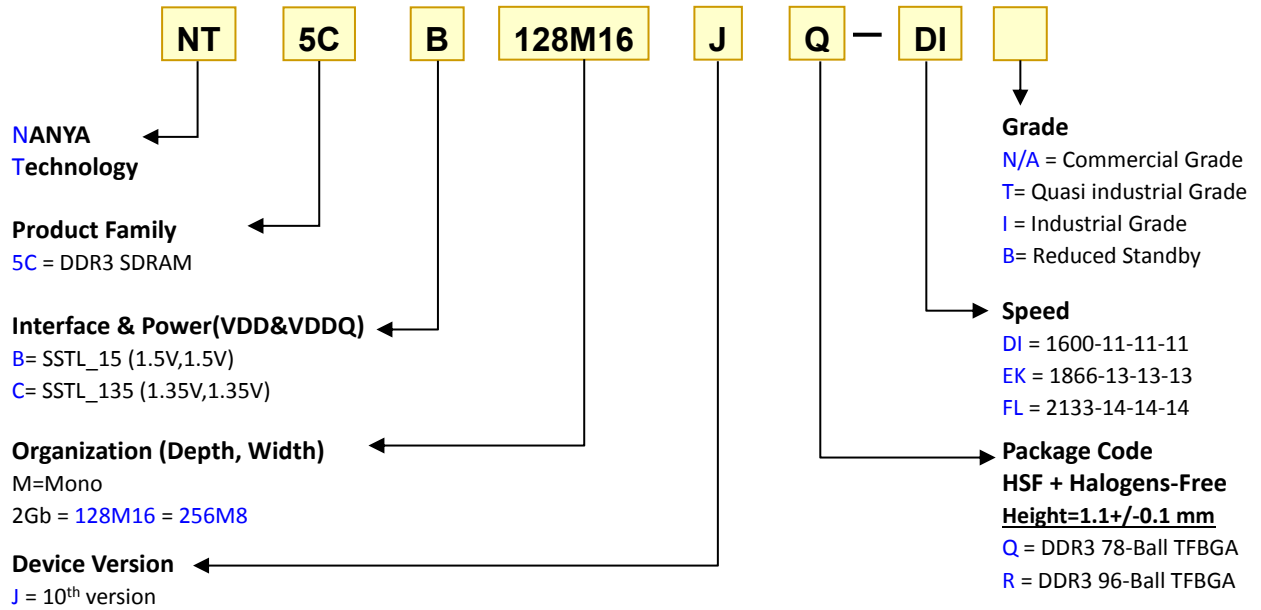 NT 5C B 128M16 J Q – DI
NANYA
Technology
Product Family
5C = DDR3 SDRAM
Interface & Power(VDD&VDDQ)
B= SSTL_15 (1.5V,1.5V)
C= SSTL_135 (1.35V,1.35V)
Organization (Depth, Width)
M=Mono
2Gb = 128M16 = 256M8
Device Version
J = 10th version
Grade
N/A = Commercial Grade
T= Quasi industrial Grade
I = Industrial Grade
B= Reduced Standby
Speed
DI = 1600-11-11-11
EK = 1866-13-13-13
FL = 2133-14-14-14
Package Code
HSF + Halogens-Free
Height=1.1+/-0.1 mm
Q = DDR3 78-Ball TFBGA
R = DDR3 96-Ball TFBGA